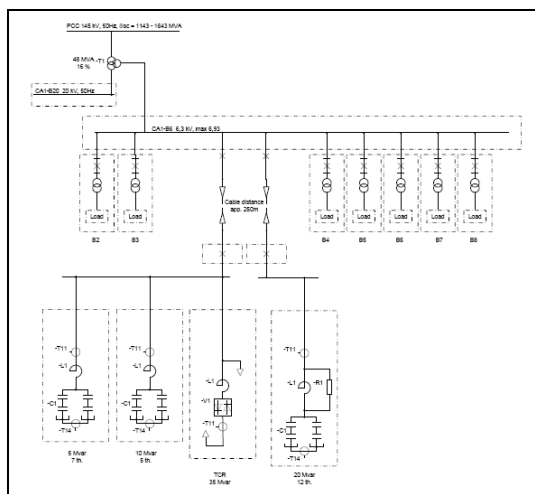 PCC 145 kV, 50Hz, Ssc = 1143 - 1543 MVA
48 MVA
16 %
-T1
CA1-B20 20 kV, 50Hz
CA1-B6 6,3 kV, max 6,93
Load
Load
Cable distance
app. 250m
Load
Load
Load
Load
Load
B2
B3
B4
B5
B6
B7
B8
-T11
-L1
-C1
-T14
5 Mvar
7 th.
-T11
-L1
-C1
-T14
10 Mvar
5 th.
-L1
-V1
-T11
TCR
35 Mvar
-T11
-L1
-R1
-C1
-T14
20 Mvar
12 th.